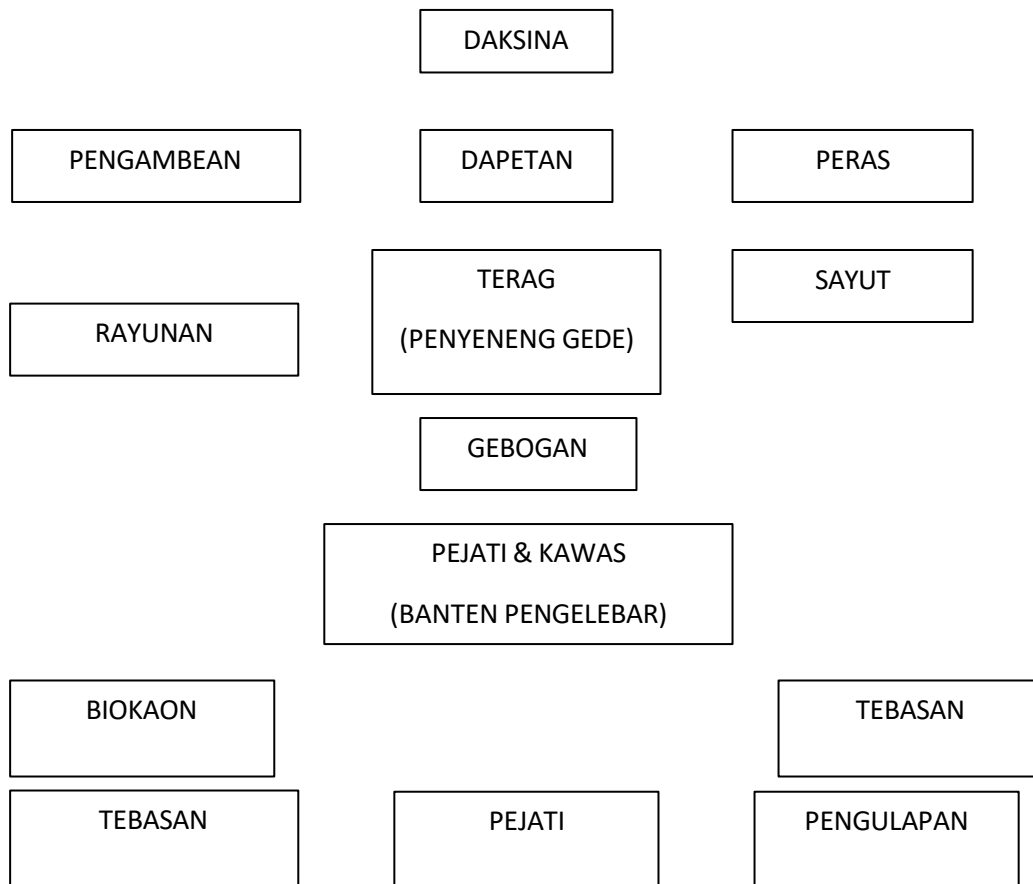 DAKSINA
PENGAMBEAN
DAPETAN
PERAS
TERAG
(PENYENENG GEDE)
SAYUT
RAYUNAN
GEBOGAN
PEJATI & KAWAS
(BANTEN PENGELEBAR)
BIOKAON
TEBASAN
TEBASAN
PEJATI
PENGULAPAN